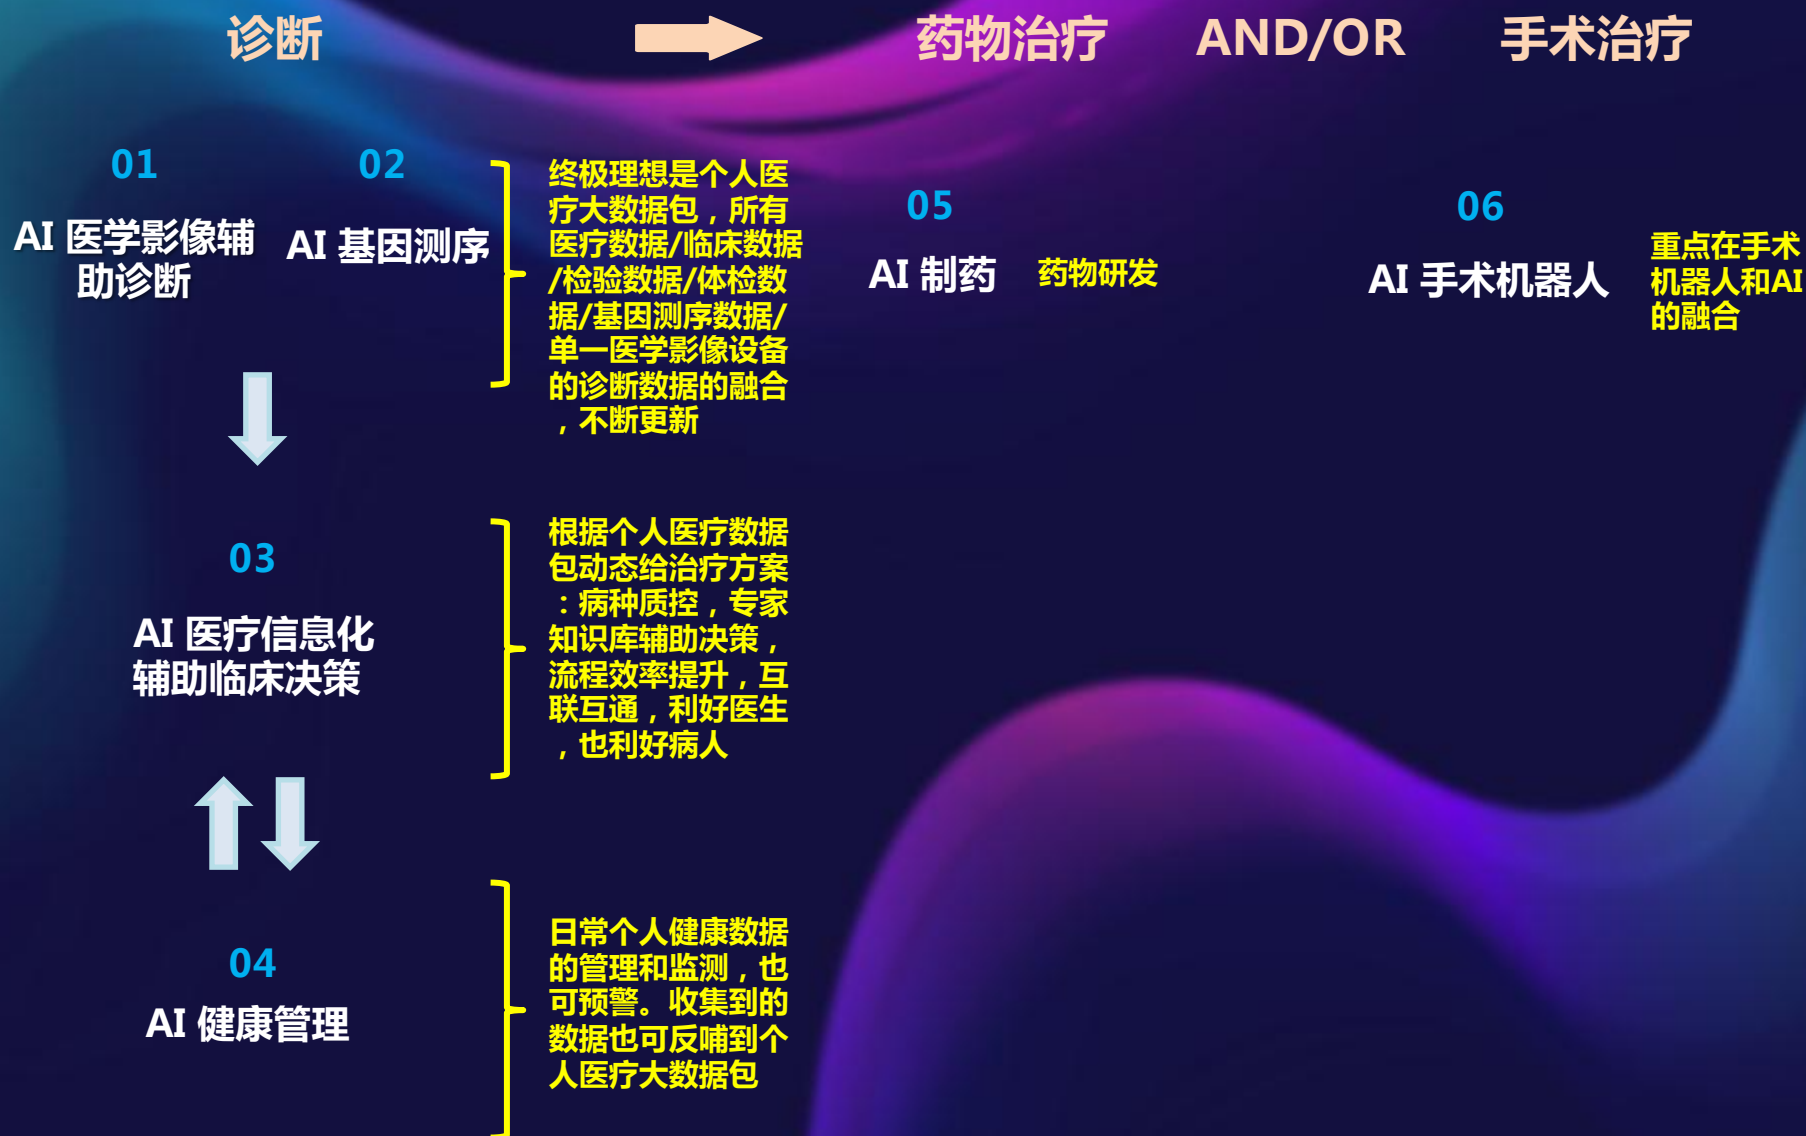 诊断
药物治疗
AND/OR
手术治疗
01
AI 医学影像辅
助诊断
02
AI 基因测序
终极理想是个人医
疗大数据包，所有
医疗数据/临床数据
/检验数据/体检数
据/基因测序数据/
单一医学影像设备
的诊断数据的融合
，不断更新
05
AI 制药
药物研发
06
AI 手术机器人
重点在手术
机器人和AI
的融合
03
AI 医疗信息化
辅助临床决策
根据个人医疗数据
包动态给治疗方案
：病种质控，专家
知识库辅助决策，
流程效率提升，互
联互通，利好医生
，也利好病人
04
AI 健康管理
日常个人健康数据
的管理和监测，也
可预警。收集到的
数据也可反哺到个
人医疗大数据包